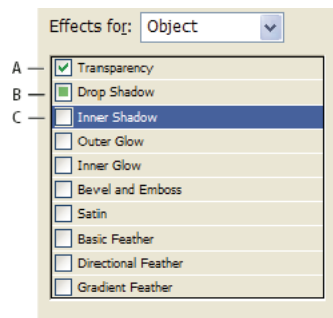 Effects for: Object
A Transparency
B Drop Shadow
C Inner Shadow
Outer Glow
Inner Glow
Bevel and Emboss
Satin
Basic Feather
Directional Feather
Gradient Feather